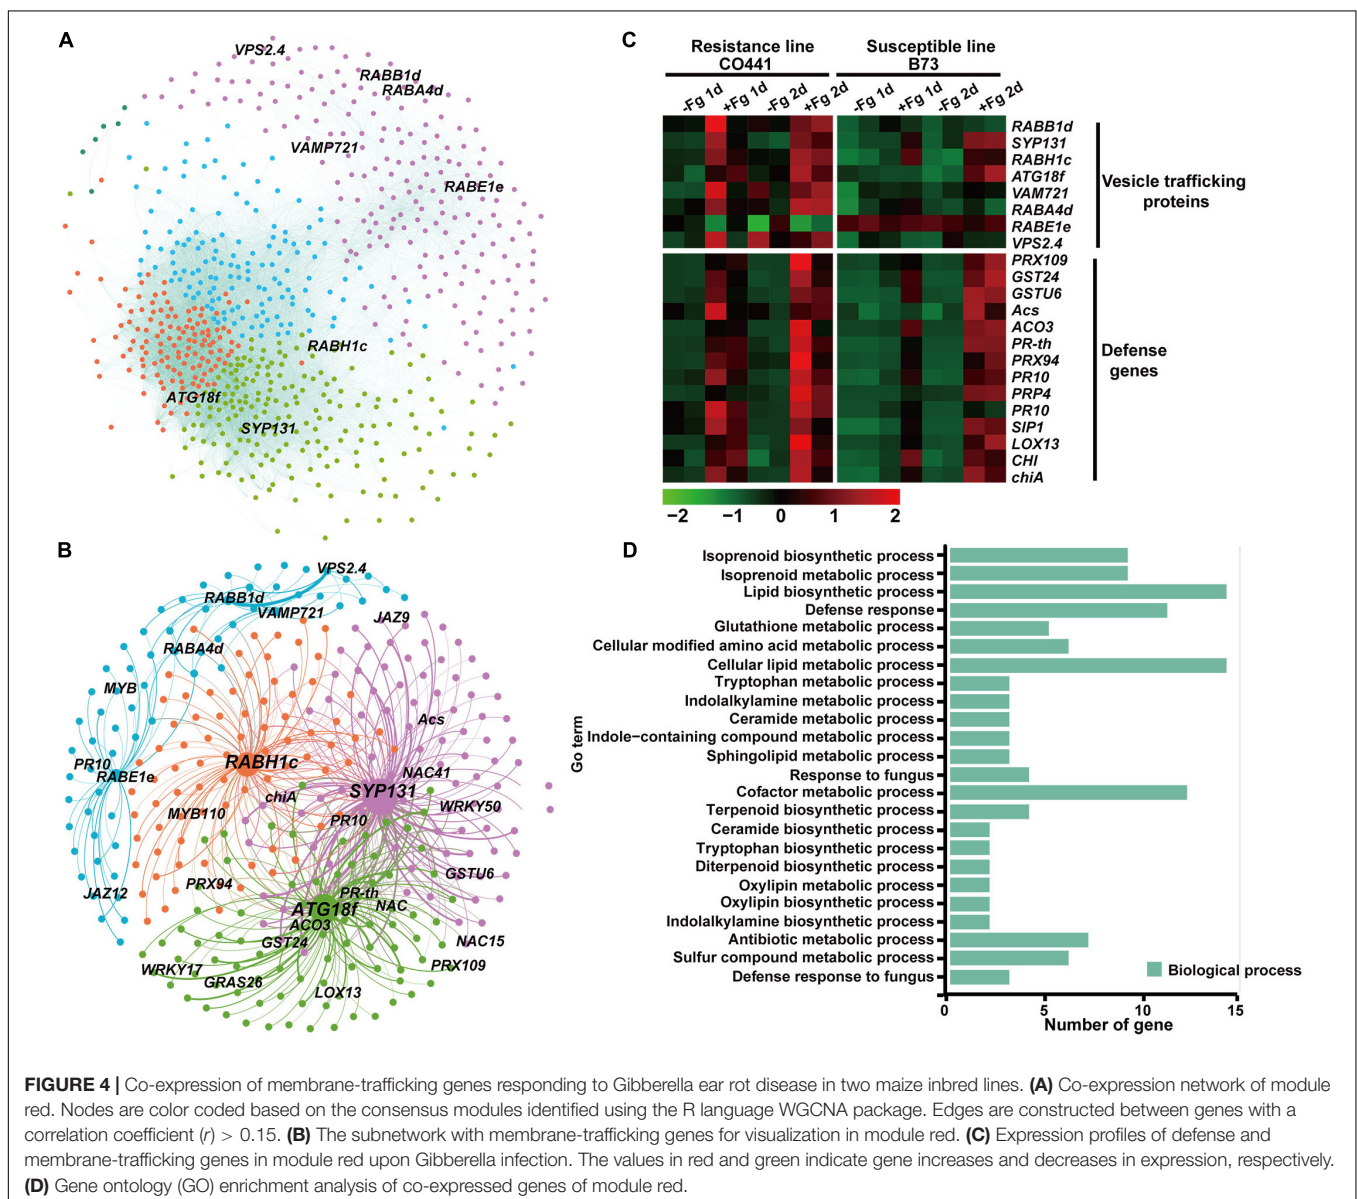 A
VPS2.4
RABB1d
RABA4d
VAMP721
RABE1e
RABH1c
ATG18f
SYP131
C
Resistance line
CO441
Susceptible line
B73
-Fg 1d
+Fg 1d
-Fg 2d
+Fg 2d
-Fg 1d
+Fg 1d
-Fg 2d
+Fg 2d
RABB1d
SYP131
RABH1c
ATG18f
VAM721
RABA4d
RABE1e
VPS2.4
Vesicle trafficking
proteins
PRX109
GST24
GSTU6
Acs
ACO3
PR-th
PRX94
PR10
PRP4
PR10
SIP1
LOX13
CHI
chiA
Defense
genes
−2 −1 0 1 2
B
VPS2.4
RABB1d
VAMP721
JAZ9
RABA4d
MYB
Acs
PR10
RABE1e
RABH1c
NAC41
SYP131
chiA
WRKY50
MYB110
PR10
GSTU6
JAZ12
PRX94
PR-th
NAC
ATG18f
ACO3
GST24
NAC15
PRX109
WRKY17
GRAS26
LOX13
D
Go term
Isoprenoid biosynthetic process
Isoprenoid metabolic process
Lipid biosynthetic process
Defense response
Glutathione metabolic process
Cellular modified amino acid metabolic process
Cellular lipid metabolic process
Tryptophan metabolic process
Indolalkylamine metabolic process
Ceramide metabolic process
Indole−containing compound metabolic process
Sphingolipid metabolic process
Response to fungus
Cofactor metabolic process
Terpenoid biosynthetic process
Ceramide biosynthetic process
Tryptophan biosynthetic process
Diterpenoid biosynthetic process
Oxylipin metabolic process
Oxylipin biosynthetic process
Indolalkylamine biosynthetic process
Antibiotic metabolic process
Sulfur compound metabolic process
Defense response to fungus
Biological process
0 5 10 15
Number of gene
FIGURE 4 | Co-expression of membrane-trafficking genes responding to Gibberella ear rot disease in two maize inbred lines. (A) Co-expression network of module
red. Nodes are color coded based on the consensus modules identified using the R language WGCNA package. Edges are constructed between genes with a
correlation coefficient (r) > 0.15. (B) The subnetwork with membrane-trafficking genes for visualization in module red. (C) Expression profiles of defense and
membrane-trafficking genes in module red upon Gibberella infection. The values in red and green indicate gene increases and decreases in expression, respectively.
(D) Gene ontology (GO) enrichment analysis of co-expressed genes of module red.